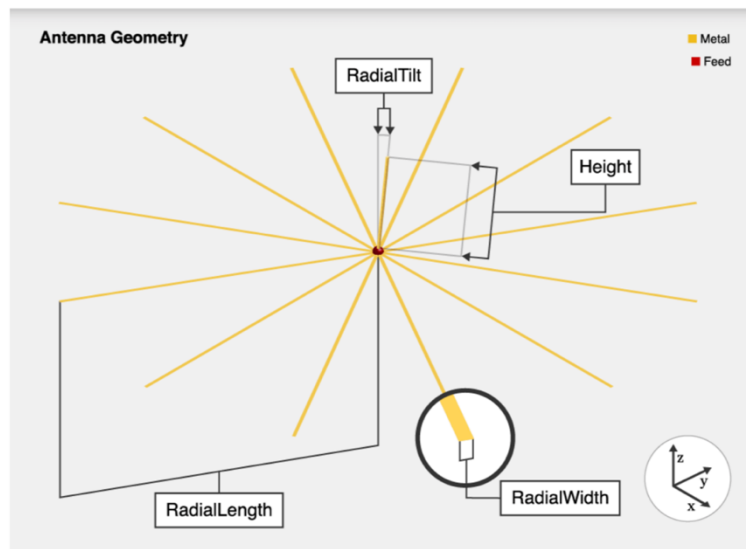 Antenna Geometry
Metal
Feed
RadialTilt
Height
RadialLength
RadialWidth
z
y
x